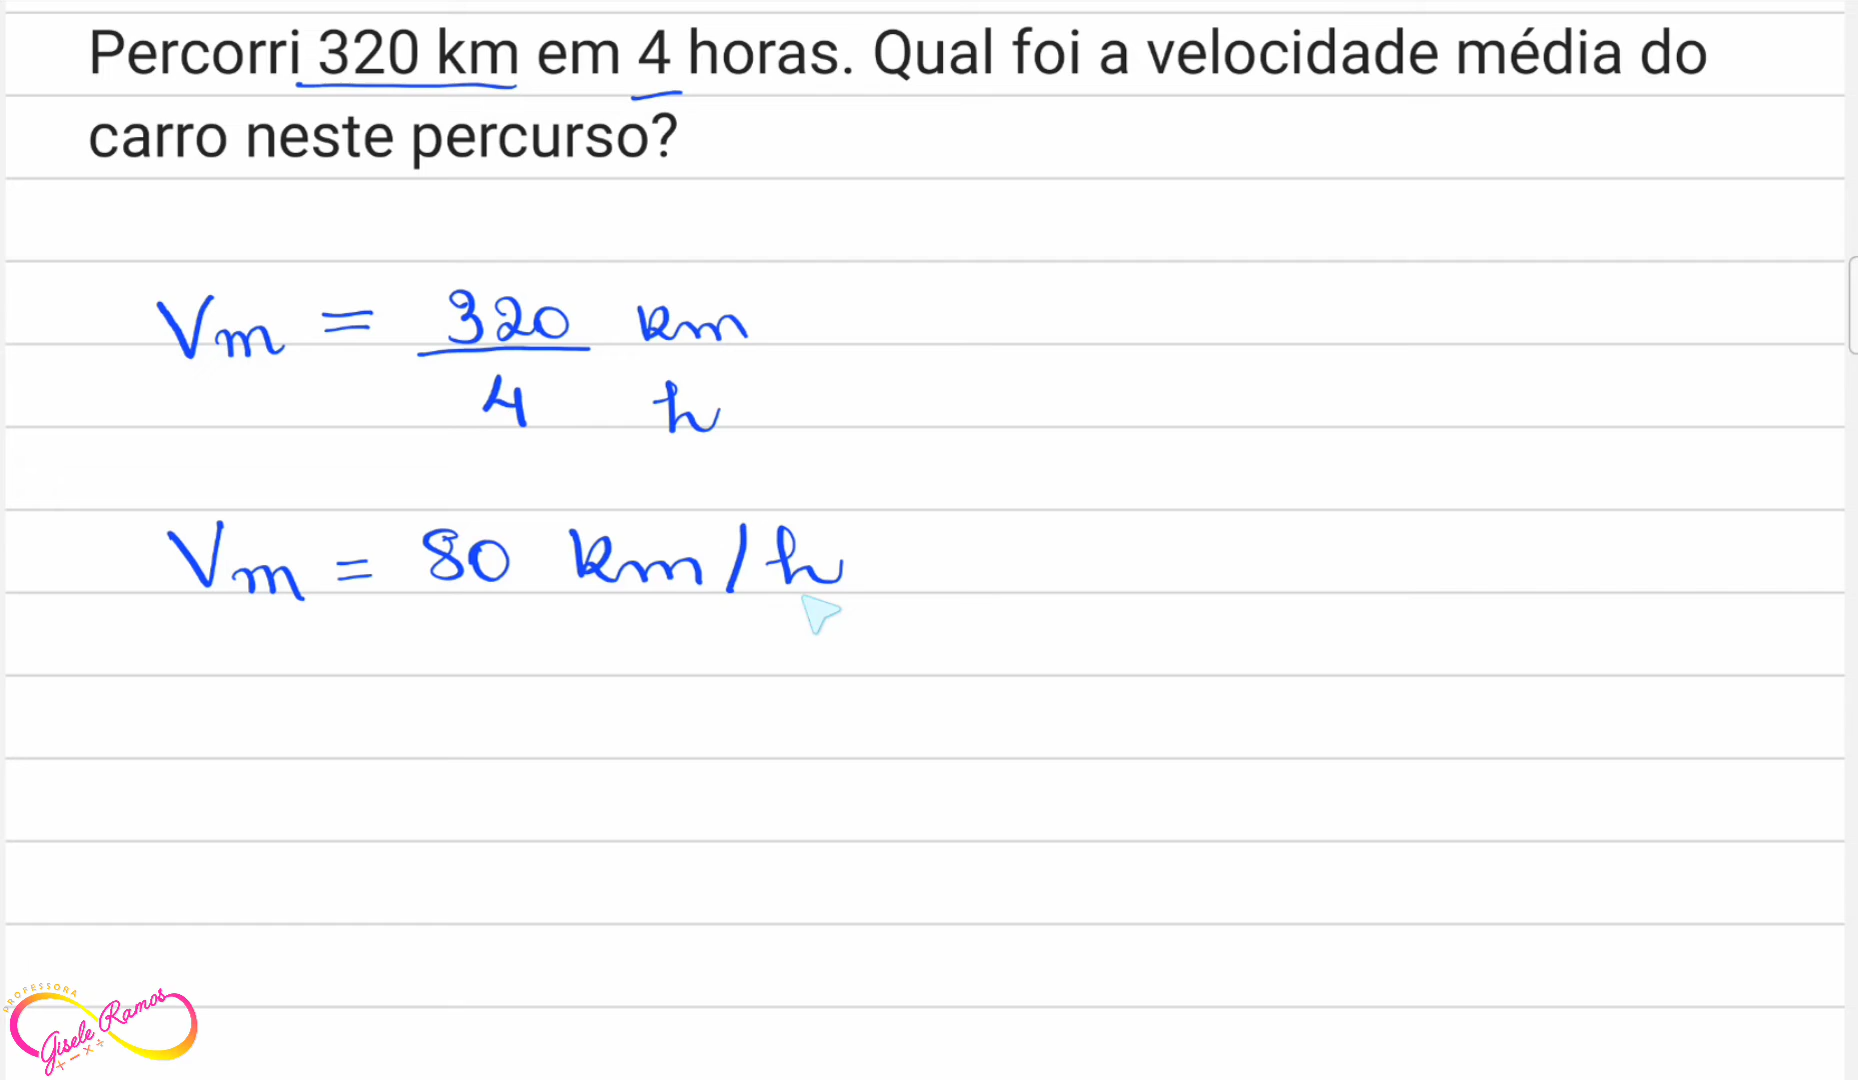 Percorri 320 km em 4 horas. Qual foi a velocidade média do
carro neste percurso?
Vm = 320 km
4 h
Vm = 80 km/h
PROFESSORA
Gisele Ramos
+ - × ÷